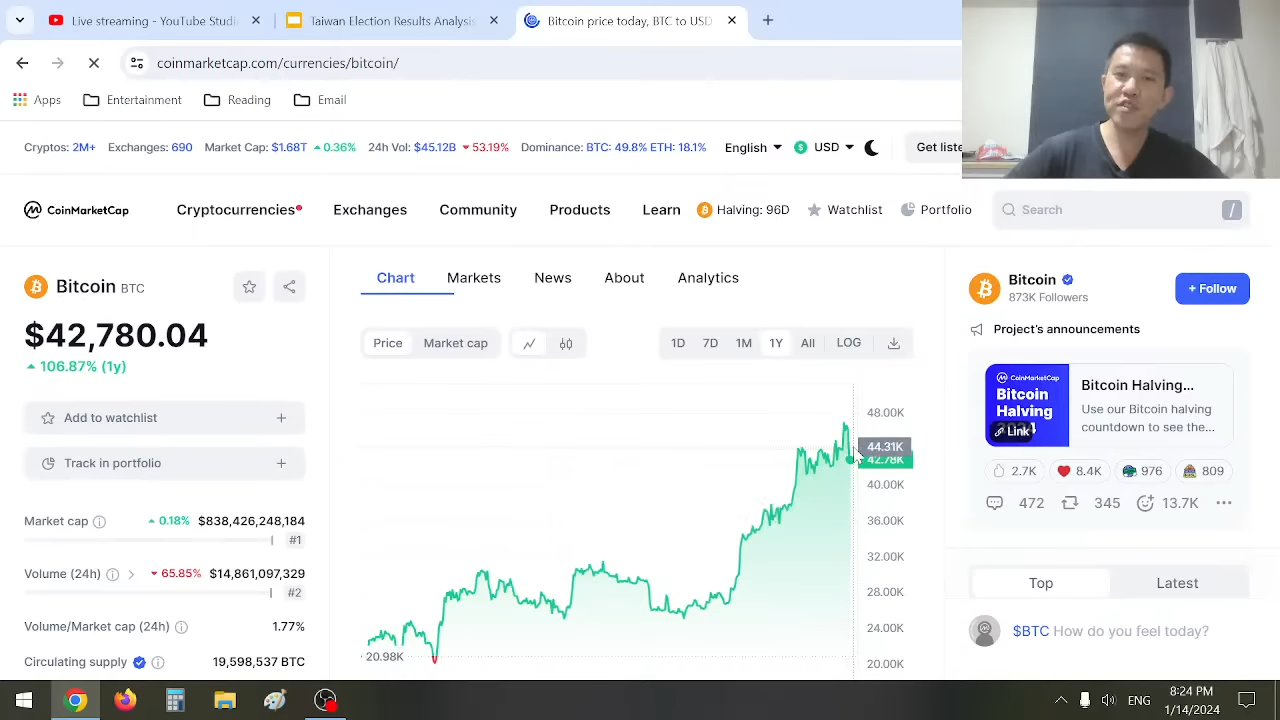 Live streaming - YouTube Studi
Taiwan Election Results Analysis
Bitcoin price today, BTC to USD
coinmarketcap.com/currencies/bitcoin/
Apps
Entertainment
Reading
Email
Cryptos: 2M+
Exchanges: 690
Market Cap: $1.68T 0.36%
24h Vol: $45.12B 53.19%
Dominance: BTC: 49.8% ETH: 18.1%
English
USD
Get liste
CoinMarketCap
Cryptocurrencies
Exchanges
Community
Products
Learn
Halving: 96D
Watchlist
Portfolio
Search
/
Bitcoin BTC
$42,780.04
106.87% (1y)
Add to watchlist
Track in portfolio
Market cap 0.18% $838,426,248,184
#1
Volume (24h) 65.85% $14,861,097,329
#2
Volume/Market cap (24h) 1.77%
Circulating supply 19,598,537 BTC
Chart
Markets
News
About
Analytics
Price
Market cap
1D
7D
1M
1Y
All
LOG
48.00K
44.31K
42.78K
40.00K
36.00K
32.00K
28.00K
24.00K
20.00K
20.98K
Bitcoin
873K Followers
+ Follow
Project's announcements
CoinMarketCap
Bitcoin
Halving
Link
Bitcoin Halving...
Use our Bitcoin halving
countdown to see the...
2.7K
8.4K
976
809
472
345
13.7K
Top
Latest
$BTC How do you feel today?
ENG
8:24 PM
1/14/2024